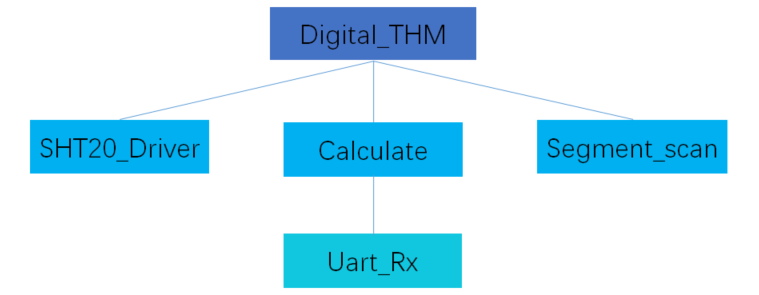 Digital_THM
SHT20_Driver
Calculate
Segment_scan
Uart_Rx